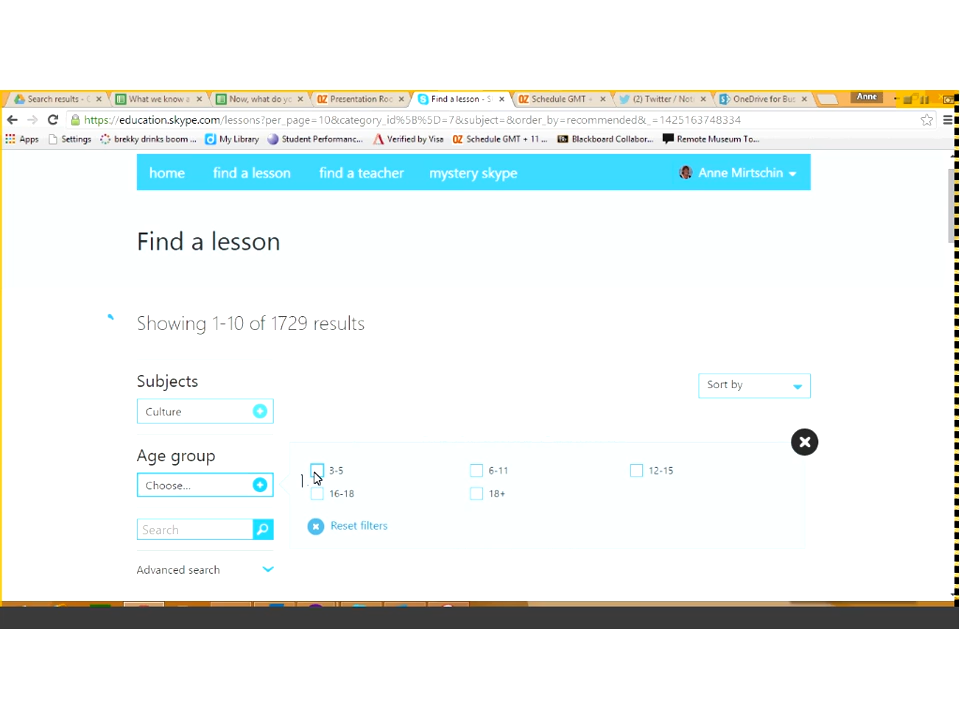 Search results - G
What we know a
Now, what do yo
Presentation Roo
Find a lesson - S
Schedule GMT +
(2) Twitter / Noti
OneDrive for Bus
Anne
https://education.skype.com/lessons?per_page=10&category_id%5B%5D=7&subject=&order_by=recommended&_=1425163748334
Apps Settings brekky drinks boom ... My Library Student Performanc... Verified by Visa Schedule GMT + 11 ... Blackboard Collabor... Remote Museum To...
home find a lesson find a teacher mystery skype Anne Mirtschin
Find a lesson
Showing 1-10 of 1729 results
Subjects
Sort by
Culture
Age group
3-5 6-11 12-15
Choose...
16-18 18+
Reset filters
Search
Advanced search